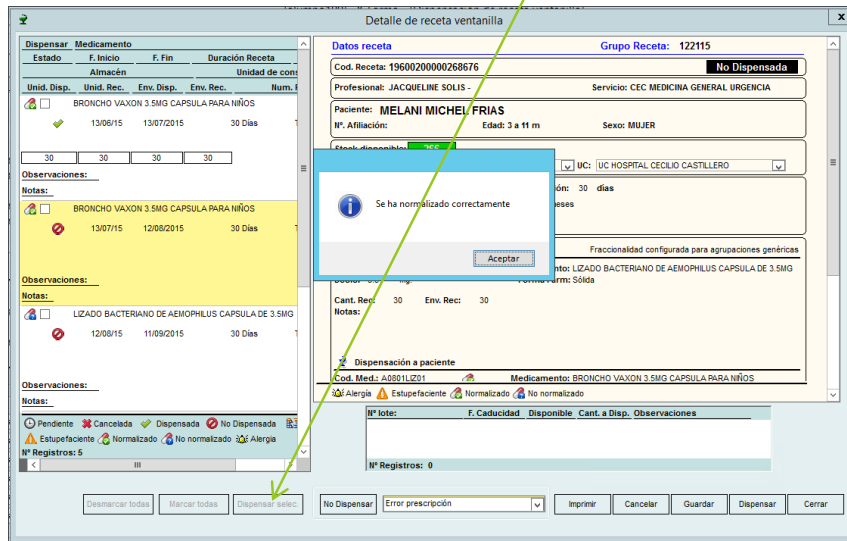 Detalle de receta ventanilla
x
Dispensar Medicamento
Estado F. Inicio F. Fin Duración Receta
Almacén Unidad de cons
Unid. Disp. Unid. Rec. Env. Disp. Env. Rec. Num. F
BRONCHO VAXON 3.5MG CAPSULA PARA NIÑOS
13/06/15 13/07/2015 30 Días
30 30 30 30
Observaciones:
Notas:
BRONCHO VAXON 3.5MG CAPSULA PARA NIÑOS
13/07/15 12/08/2015 30 Días
Observaciones:
Notas:
LIZADO BACTERIANO DE AEMOPHILUS CAPSULA DE 3.5MG
12/08/15 11/09/2015 30 Días
Observaciones:
Notas:
Pendiente Cancelada Dispensada No Dispensada
Estupefaciente Normalizado No normalizado Alergia
Nº Registros: 5
Desmarcar todas Marcar todas Dispensar selec.
Datos receta Grupo Receta: 122115
Cod. Receta: 19600200000268676 No Dispensada
Profesional: JACQUELINE SOLIS - Servicio: CEC MEDICINA GENERAL URGENCIA
Paciente: MELANI MICHEL FRIAS
Nº. Afiliación: Edad: 3 a 11 m Sexo: MUJER
Stock disponible: 266
UC: UC HOSPITAL CECILIO CASTILLERO
ión: 30 días
eses
Se ha normalizado correctamente
Aceptar
Fraccionalidad configurada para agrupaciones genéricas
nto: LIZADO BACTERIANO DE AEMOPHILUS CAPSULA DE 3.5MG
mg. Farm: Sólida
Cant. Rec: 30 Env. Rec: 30
Notas:
Dispensación a paciente
Cod. Med.: A0801LIZ01 Medicamento: BRONCHO VAXON 3.5MG CAPSULA PARA NIÑOS
Alergía Estupefaciente Normalizado No normalizado
Nº lote: F. Caducidad Disponible Cant. a Disp. Observaciones
Nº Registros: 0
No Dispensar Error prescripción Imprimir Cancelar Guardar Dispensar Cerrar